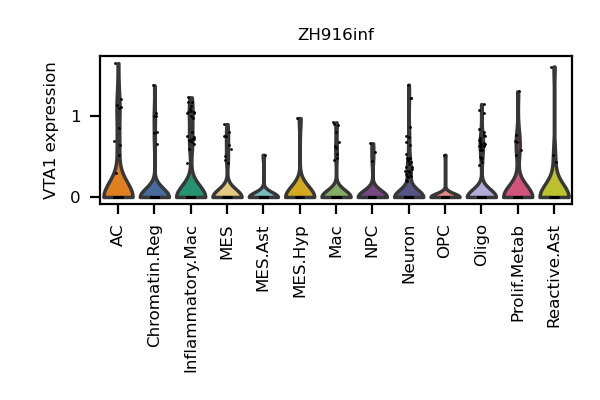 ZH916inf
VTA1 expression
1
0
AC
Chromatin.Reg
Inflammatory.Mac
MES
MES.Ast
MES.Hyp
Mac
NPC
Neuron
OPC
Oligo
Prolif.Metab
Reactive.Ast